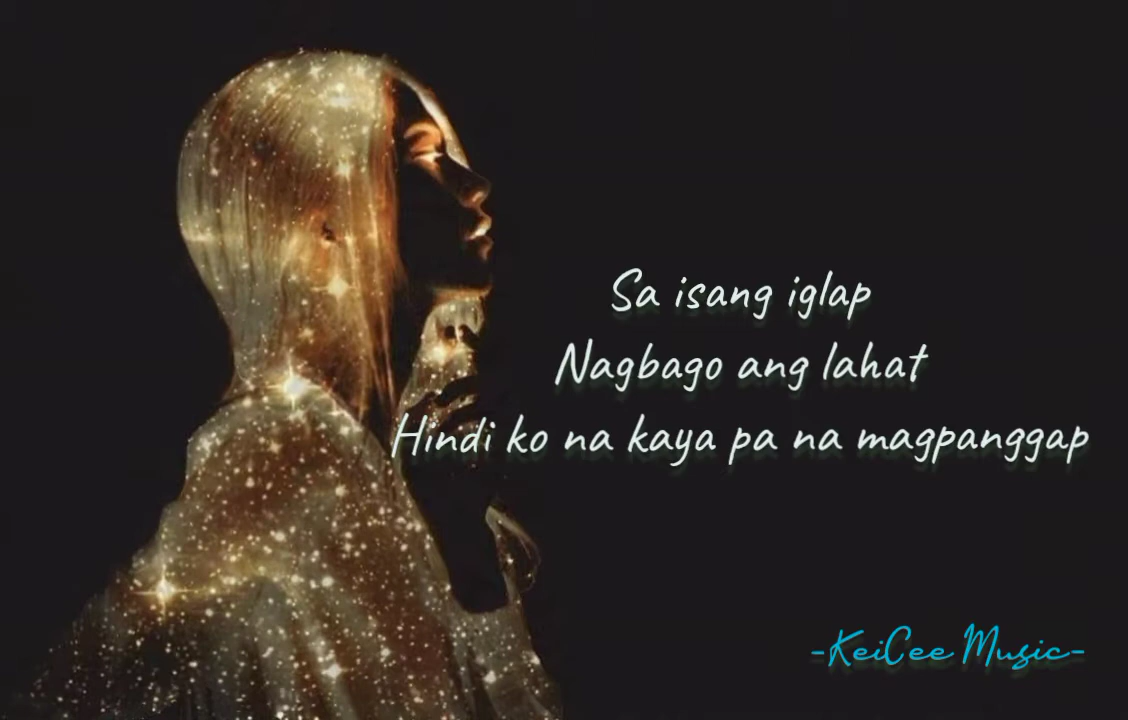 Sa isang iglap
Nagbago ang lahat
Hindi ko na kaya pa na magpanggap
-KeiCee Music-